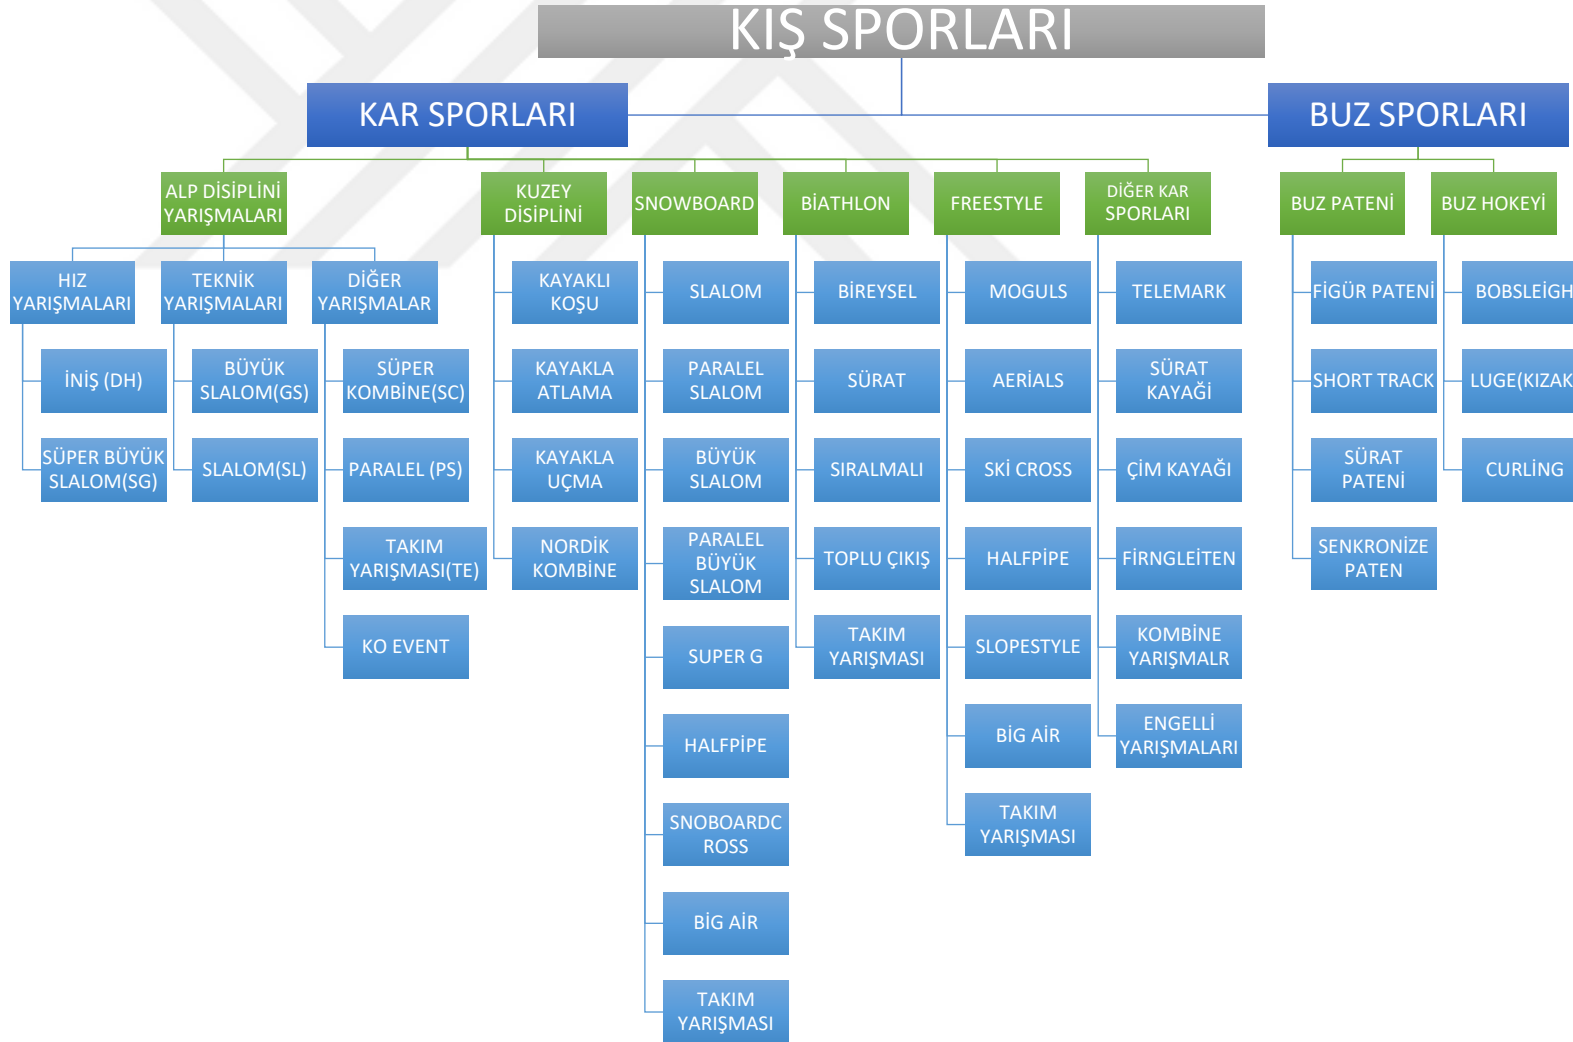 KIŞ SPORLARI
KAR SPORLARI
BUZ SPORLARI
ALP DİSİPLİNİ
YARIŞMALARI
KUZEY
DİSİPLİNİ
SNOWBOARD
BİATHLON
FREESTYLE
DİĞER KAR
SPORLARI
BUZ PATENİ
BUZ HOKEYİ
HIZ
YARIŞMALARI
İNİŞ (DH)
SÜPER BÜYÜK
SLALOM(SG)
TEKNİK
YARIŞMALARI
BÜYÜK
SLALOM(GS)
SLALOM(SL)
DİĞER
YARIŞMALAR
SÜPER
KOMBİNE(SC)
PARALEL (PS)
TAKIM
YARIŞMASI(TE)
KO EVENT
KAYAKLI
KOŞU
KAYAKLA
ATLAMA
KAYAKLA
UÇMA
NORDİK
KOMBİNE
SLALOM
PARALEL
SLALOM
BÜYÜK
SLALOM
PARALEL
BÜYÜK
SLALOM
SUPER G
HALFPİPE
SNOBOARDC
ROSS
BİG AİR
TAKIM
YARIŞMASI
BİREYSEL
SÜRAT
SIRALMALI
TOPLU ÇIKIŞ
TAKIM
YARIŞMASI
MOGULS
AERİALS
SKİ CROSS
HALFPİPE
SLOPESTYLE
BİG AİR
TAKIM
YARIŞMASI
TELEMARK
SÜRAT
KAYAĞİ
ÇİM KAYAĞI
FİRNGLEİTEN
KOMBİNE
YARIŞMALR
ENGELLİ
YARIŞMALARI
FİGÜR PATENİ
SHORT TRACK
SÜRAT
PATENİ
SENKRONİZE
PATEN
BOBSLEİGH
LUGE(KIZAK
CURLİNG